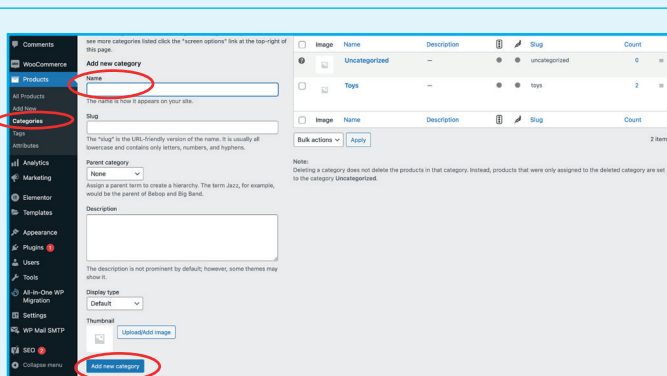 Comments
WooCommerce
Products
All Products
Add New
Categories
Tags
Attributes
Analytics
Marketing
Elementor
Templates
Appearance
Plugins 1
Users
Tools
All-in-One WP
Migration
Settings
WP Mail SMTP
SEO 2
Collapse menu
see more categories listed click the "screen options" link at the top-right of
this page.
Add new category
Name
The name is how it appears on your site.
Slug
The "slug" is the URL-friendly version of the name. It is usually all
lowercase and contains only letters, numbers, and hyphens.
Parent category
None
Assign a parent term to create a hierarchy. The term Jazz, for example,
would be the parent of Bebop and Big Band.
Description
The description is not prominent by default; however, some themes may
show it.
Display type
Default
Thumbnail
Upload/Add image
Add new category
Image Name Description Slug Count
Uncategorized — uncategorized 0
Toys — toys 2
Image Name Description Slug Count
Bulk actions Apply 2 item
Note:
Deleting a category does not delete the products in that category. Instead, products that were only assigned to the deleted category are set
to the category Uncategorized.